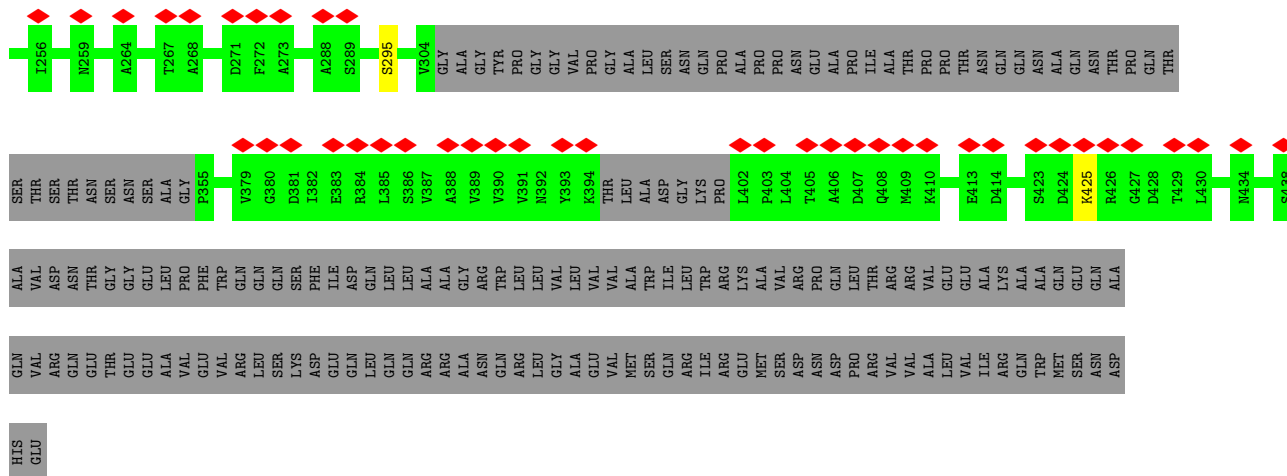 I256 N259 A264 T267 A268 D271 F272 A273 A288 S289 S295 V304 GLY ALA GLY TYR PRO GLY GLY VAL PRO GLY ALA LEU SER ASN GLN PRO ALA PRO PRO ASN GLU ALA PRO ILE ALA THR PRO PRO THR ASN GLN GLN ASN ALA GLN ASN THR PRO GLN THR
SER THR SER THR ASN SER ASN SER ALA GLY P355 V379 G380 D381 I382 E383 R384 L385 S386 V387 A388 V389 V390 V391 N392 Y393 K394 THR LEU ALA ASP GLY LYS PRO L402 P403 L404 T405 A406 D407 Q408 M409 K410 E413 D414 S423 D424 K425 R426 G427 D428 T429 L430 N434 S438
ALA VAL ASP ASN THR GLY GLY GLU LEU PRO PHE TRP GLN GLN GLN SER PHE ILE ASP GLN LEU LEU ALA ALA GLY ARG TRP LEU LEU VAL LEU VAL VAL ALA TRP ILE LEU TRP ARG LYS ALA VAL ARG PRO GLN LEU THR ARG ARG VAL GLU GLU ALA LYS ALA ALA GLN GLU GLN ALA
GLN VAL ARG GLN GLU THR GLU GLU ALA VAL GLU VAL ARG LEU SER LYS ASP GLU GLN LEU GLN GLN ARG ARG ALA ASN GLN ARG LEU GLY ALA GLU VAL MET SER GLN ARG ILE ARG GLU MET SER ASP ASN ASP PRO ARG VAL VAL ALA LEU VAL ILE ARG GLN TRP MET SER ASN ASP
HIS GLU